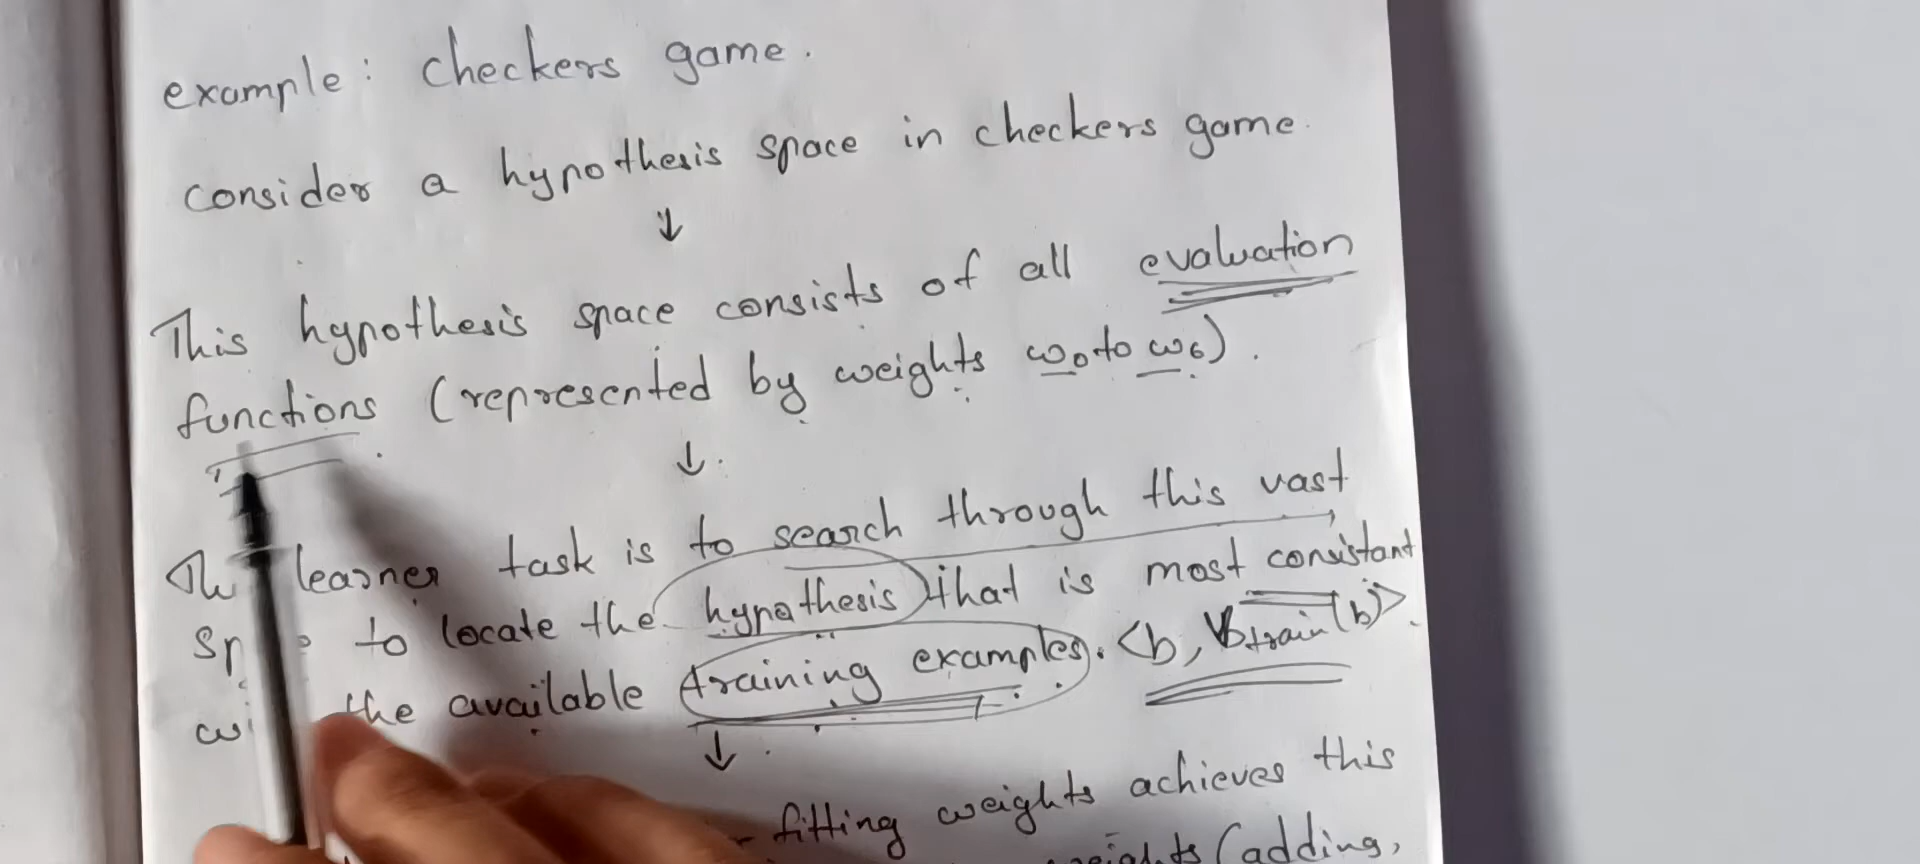 example: checkers game.
consider a hypothesis space in checkers game.
↓
This hypothesis space consists of all evaluation
functions (represented by weights w0 to w6).
↓
learner task is to search through this vast
to locate the hypothesis that is most consistant
the available training examples. <b, Vtrain(b)>.
↓
fitting weights achieves this
(adding,